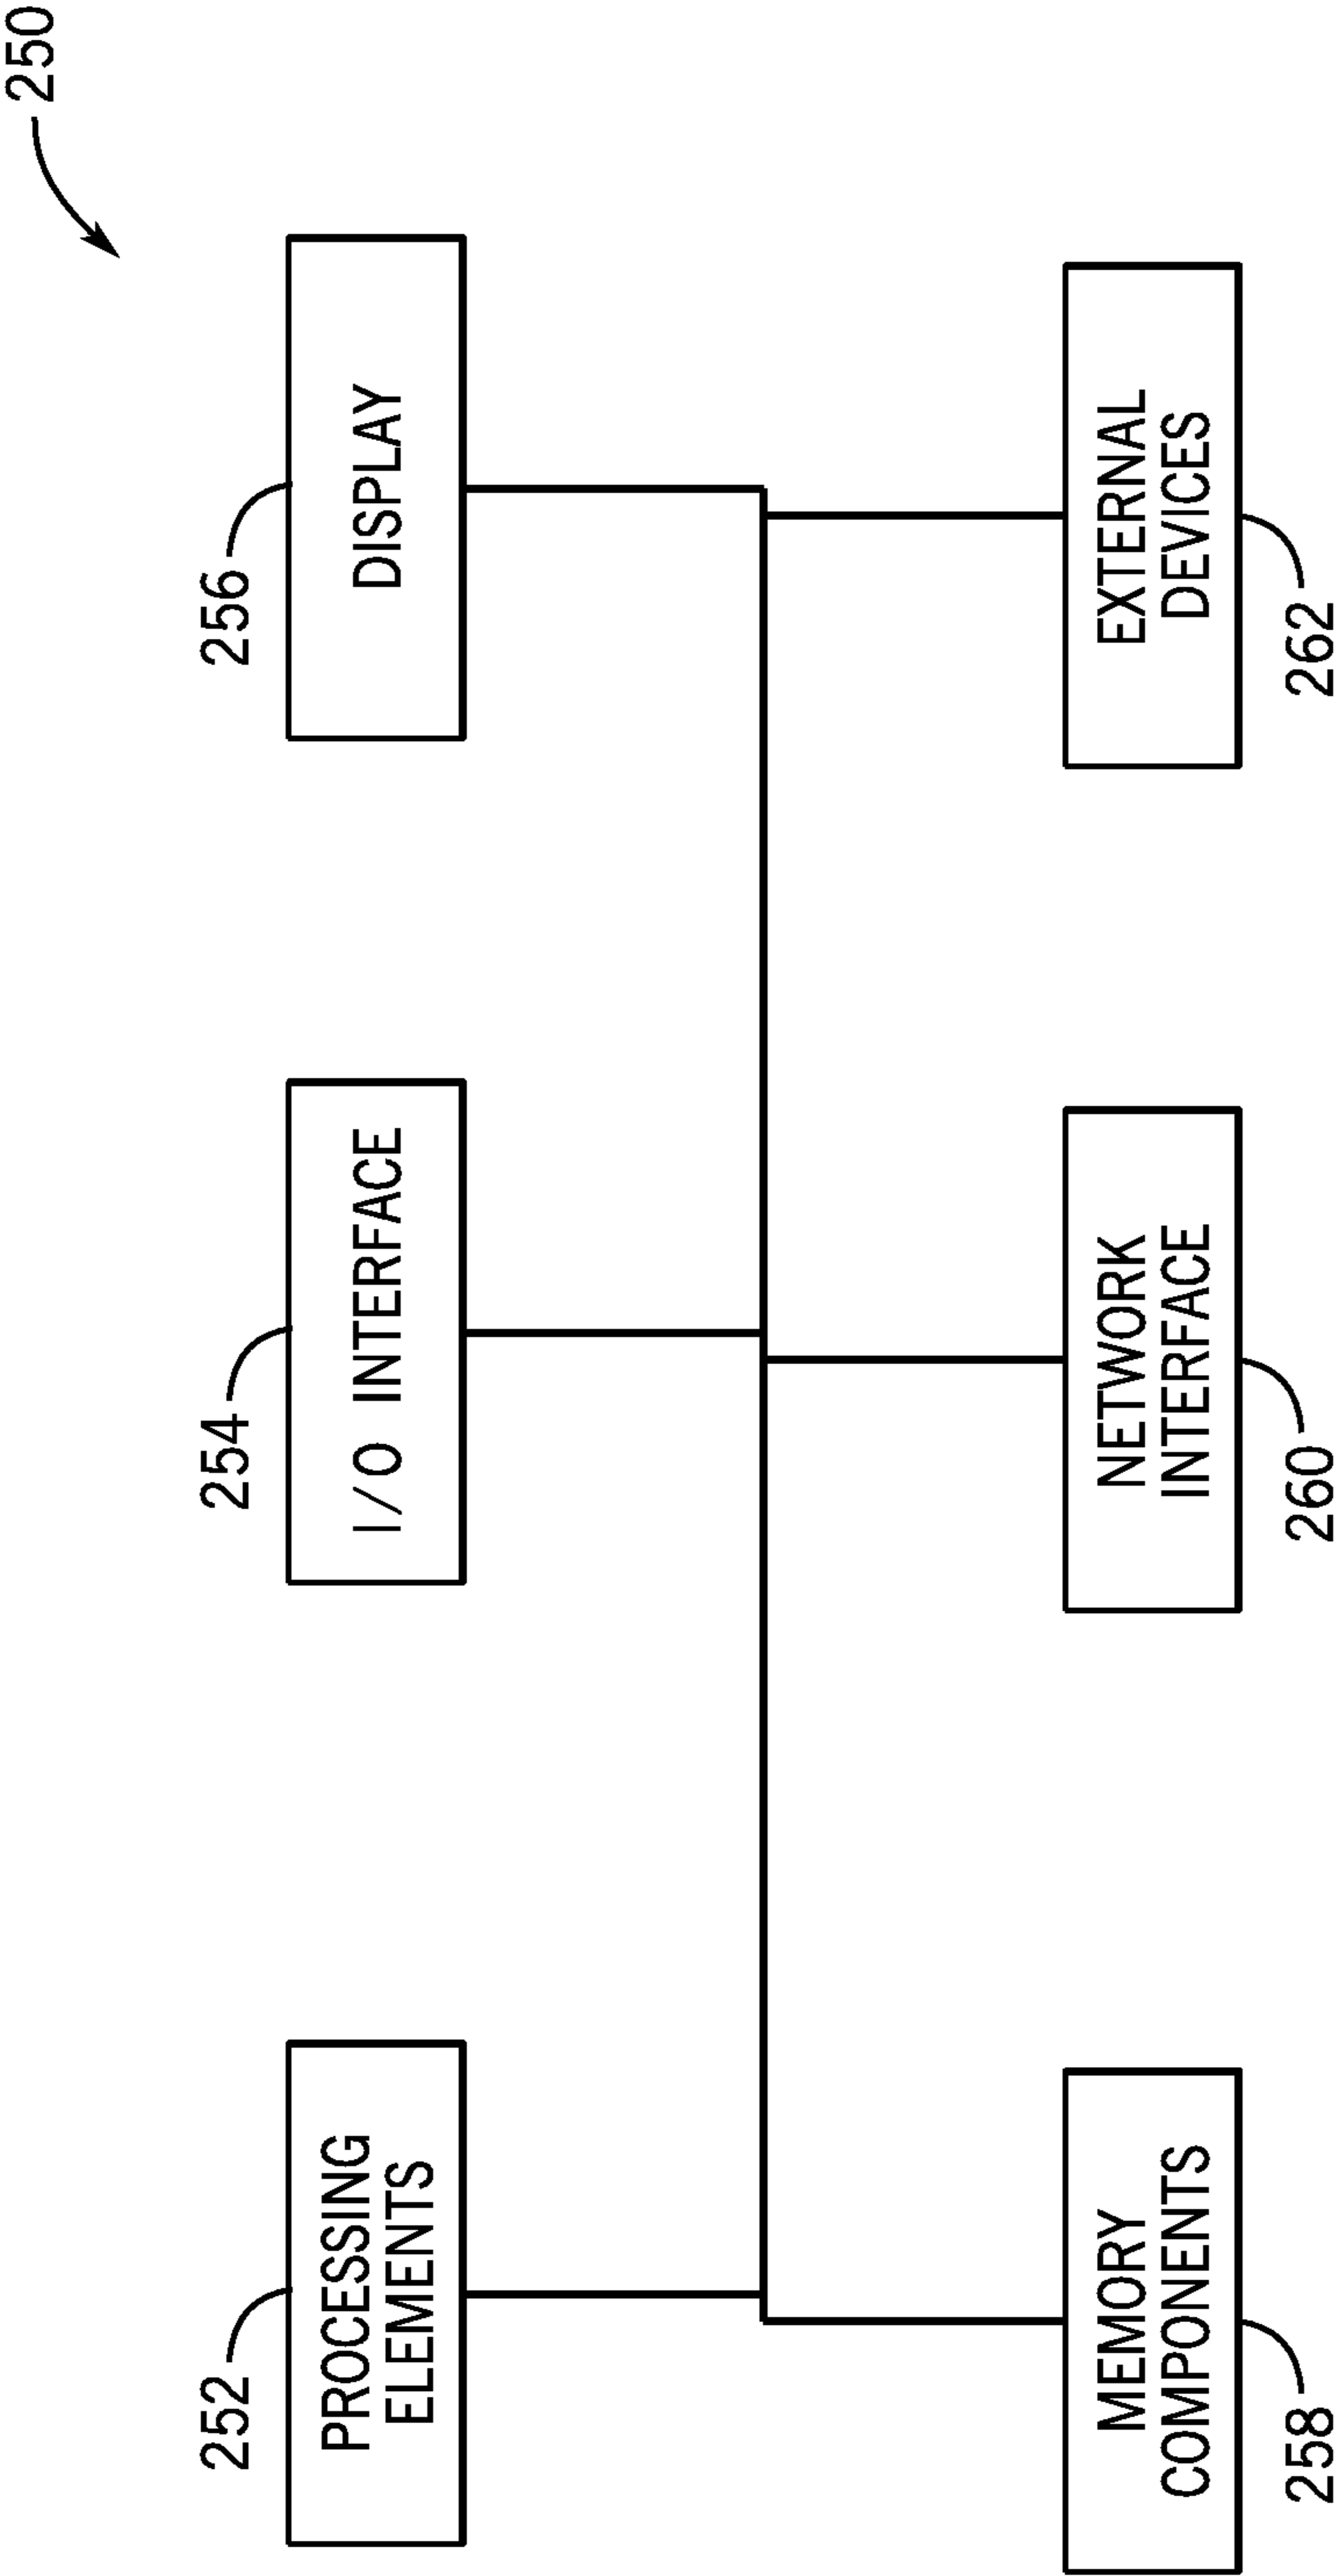 250
252
254
256
PROCESSING
ELEMENTS
I/O INTERFACE
DISPLAY
MEMORY
COMPONENTS
NETWORK
INTERFACE
EXTERNAL
DEVICES
258
260
262